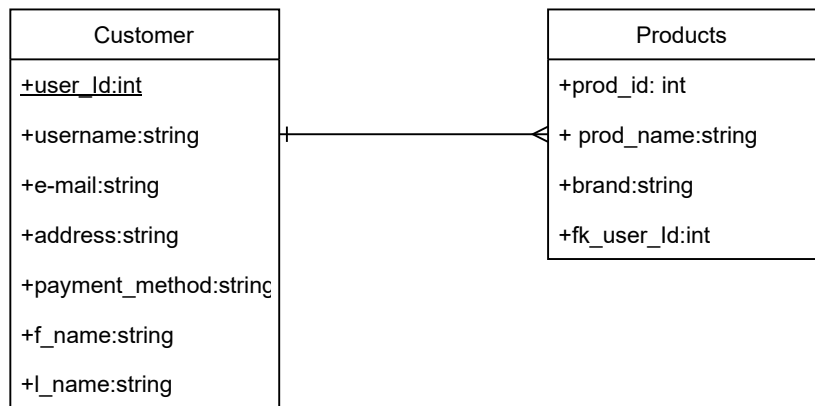 Customer
+user_Id:int
+username:string
+e-mail:string
+address:string
+payment_method:string
+f_name:string
+l_name:string
Products
+prod_id: int
+ prod_name:string
+brand:string
+fk_user_Id:int